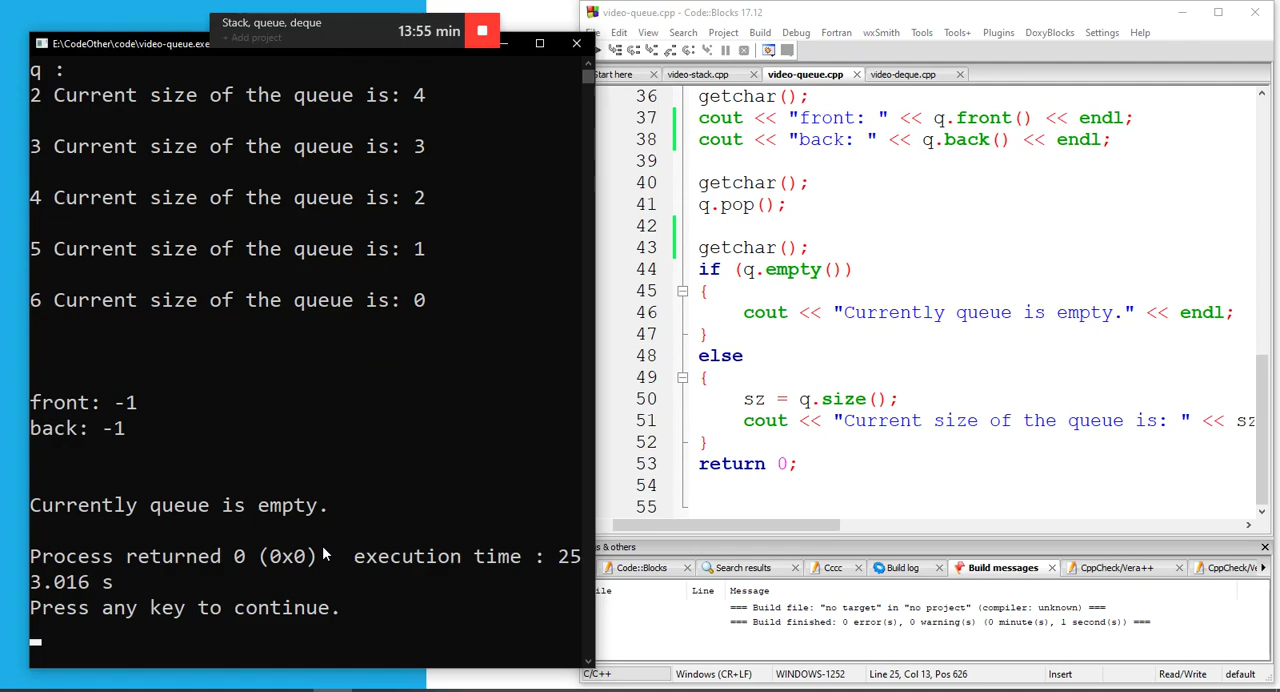 Stack, queue, deque
+ Add project
13:55 min
E:\CodeOther\code\video-queue.exe
q :
2 Current size of the queue is: 4
3 Current size of the queue is: 3
4 Current size of the queue is: 2
5 Current size of the queue is: 1
6 Current size of the queue is: 0
front: -1
back: -1
Currently queue is empty.
Process returned 0 (0x0)   execution time : 25
3.016 s
Press any key to continue.
video-queue.cpp - Code::Blocks 17.12
Edit View Search Project Build Debug Fortran wxSmith Tools Tools+ Plugins DoxyBlocks Settings Help
Start here video-stack.cpp video-queue.cpp video-deque.cpp
36 getchar();
37 cout << "front: " << q.front() << endl;
38 cout << "back: " << q.back() << endl;
39
40 getchar();
41 q.pop();
42
43 getchar();
44 if (q.empty())
45 {
46 cout << "Currently queue is empty." << endl;
47 }
48 else
49 {
50 sz = q.size();
51 cout << "Current size of the queue is: " << sz
52 }
53 return 0;
54
55
s & others
Code::Blocks Search results Cccc Build log Build messages CppCheck/Vera++ CppCheck/Ve
ile Line Message
=== Build file: "no target" in "no project" (compiler: unknown) ===
=== Build finished: 0 error(s), 0 warning(s) (0 minute(s), 1 second(s)) ===
C/C++ Windows (CR+LF) WINDOWS-1252 Line 25, Col 13, Pos 626 Insert Read/Write default